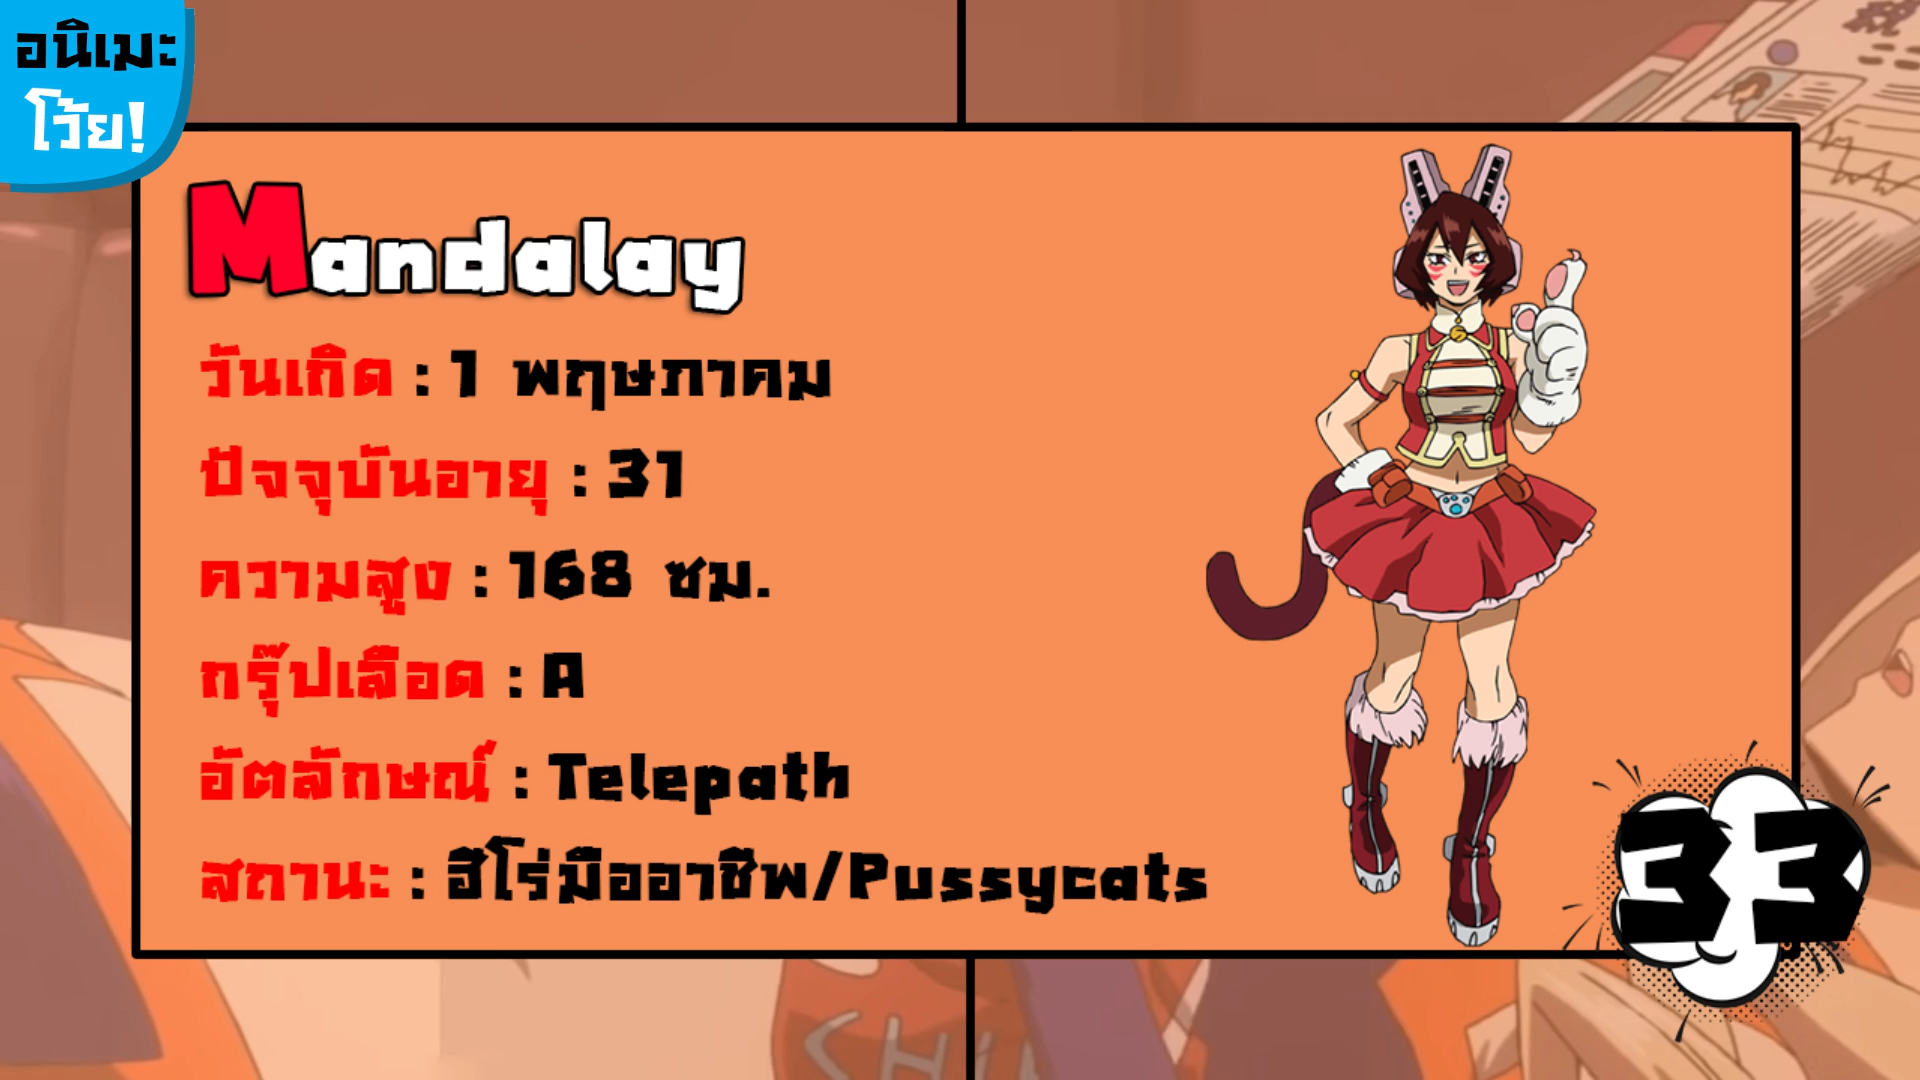 อนิเมะ
โว้ย!
Mandalay
วันเกิด : 1 พฤษภาคม
ปัจจุบันอายุ : 31
ความสูง : 168 ซม.
กรุ๊ปเลือด : A
อัตลักษณ์ : Telepath
สถานะ : ฮีโร่มืออาชีพ/Pussycats
33